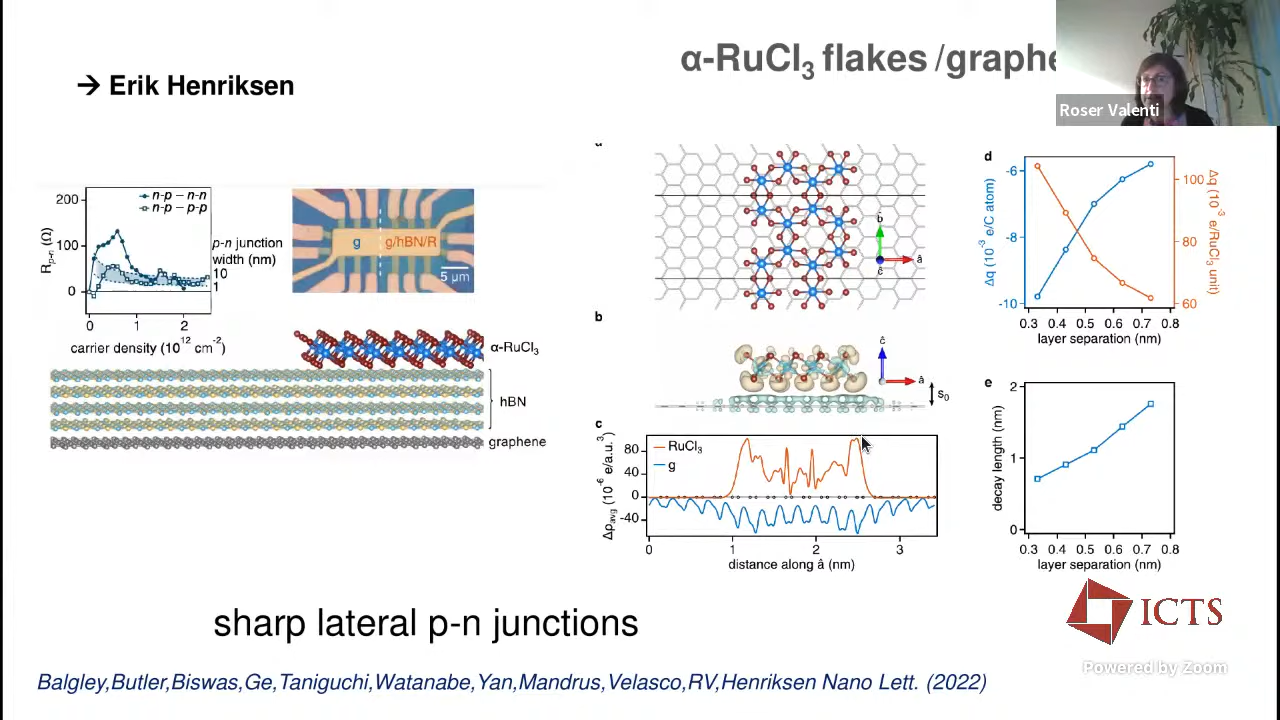 α-RuCl₃ flakes /graphe
→ Erik Henriksen
Roser Valenti
200
100
0
R_p-n (Ω)
n-p – n-n
n-p – p-p
p-n junction
width (nm)
10
1
0 1 2
carrier density (10¹² cm⁻²)
g
g/hBN/R
5 μm
α-RuCl₃
hBN
graphene
b̂
â
ĉ
b
ĉ
â
s₀
c
RuCl₃
g
80
40
0
-40
Δρ_avg (10⁻⁶ e/a.u.³)
0 1 2 3
distance along â (nm)
d
-6
-8
-10
Δq (10⁻³ e/C atom)
100
80
60
Δq (10⁻³ e/RuCl₃ unit)
0.3 0.4 0.5 0.6 0.7 0.8
layer separation (nm)
e
2
1
0
decay length (nm)
0.3 0.4 0.5 0.6 0.7 0.8
layer separation (nm)
sharp lateral p-n junctions
ICTS
Powered by Zoom
Balgley,Butler,Biswas,Ge,Taniguchi,Watanabe,Yan,Mandrus,Velasco,RV,Henriksen Nano Lett. (2022)